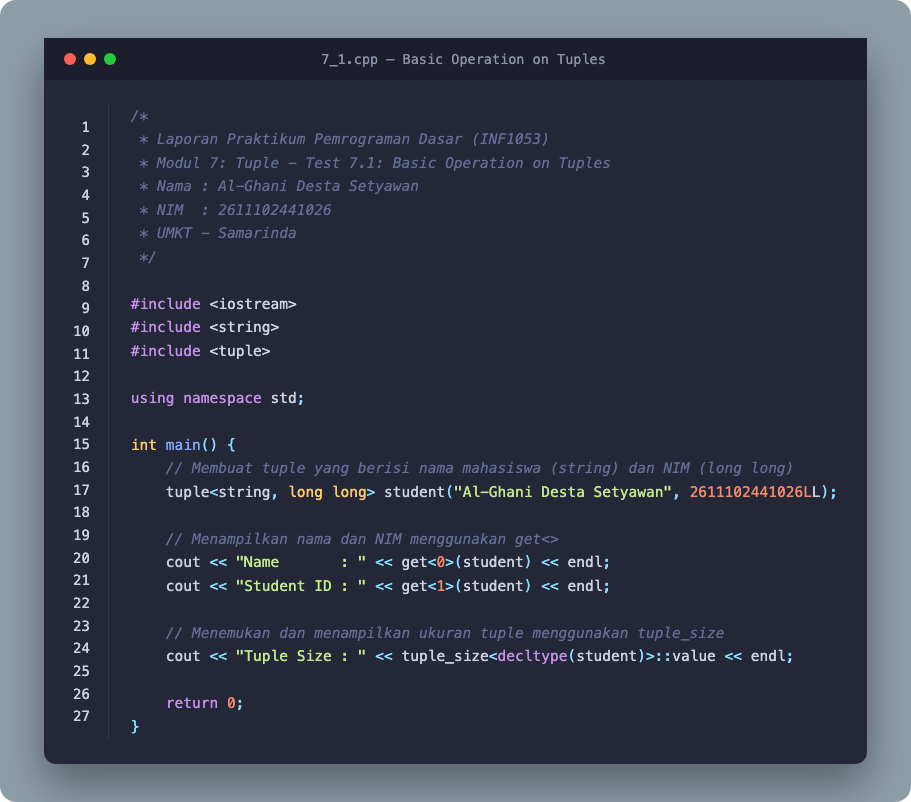 7_1.cpp — Basic Operation on Tuples
1 /*
2  * Laporan Praktikum Pemrograman Dasar (INF1053)
3  * Modul 7: Tuple - Test 7.1: Basic Operation on Tuples
4  * Nama : Al-Ghani Desta Setyawan
5  * NIM  : 2611102441026
6  * UMKT - Samarinda
7  */
8
9 #include <iostream>
10 #include <string>
11 #include <tuple>
12
13 using namespace std;
14
15 int main() {
16     // Membuat tuple yang berisi nama mahasiswa (string) dan NIM (long long)
17     tuple<string, long long> student("Al-Ghani Desta Setyawan", 2611102441026LL);
18
19     // Menampilkan nama dan NIM menggunakan get<>
20     cout << "Name       : " << get<0>(student) << endl;
21     cout << "Student ID : " << get<1>(student) << endl;
22
23     // Menemukan dan menampilkan ukuran tuple menggunakan tuple_size
24     cout << "Tuple Size : " << tuple_size<decltype(student)>::value << endl;
25
26     return 0;
27 }